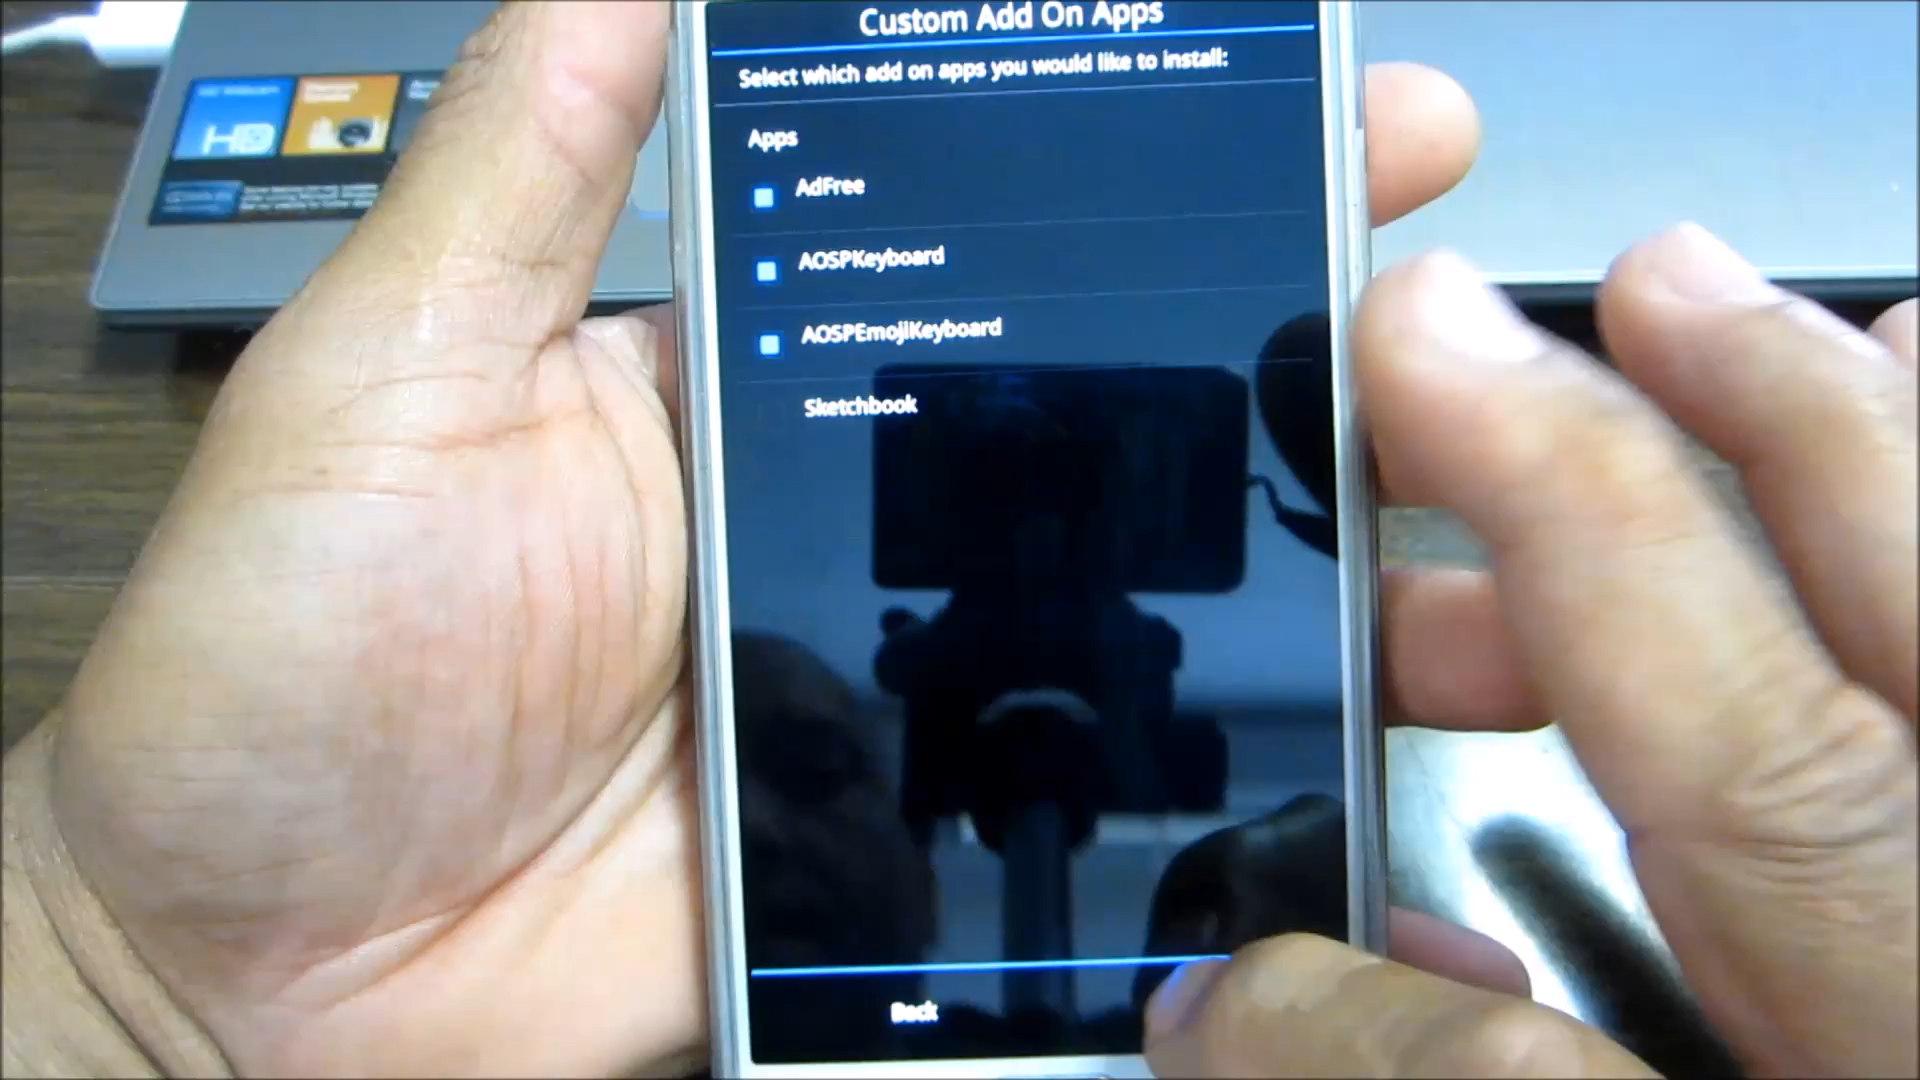 Custom Add On Apps
Select which add on apps you would like to install:
Apps
AdFree
AOSPKeyboard
AOSPEmojiKeyboard
Sketchbook
Back
HD